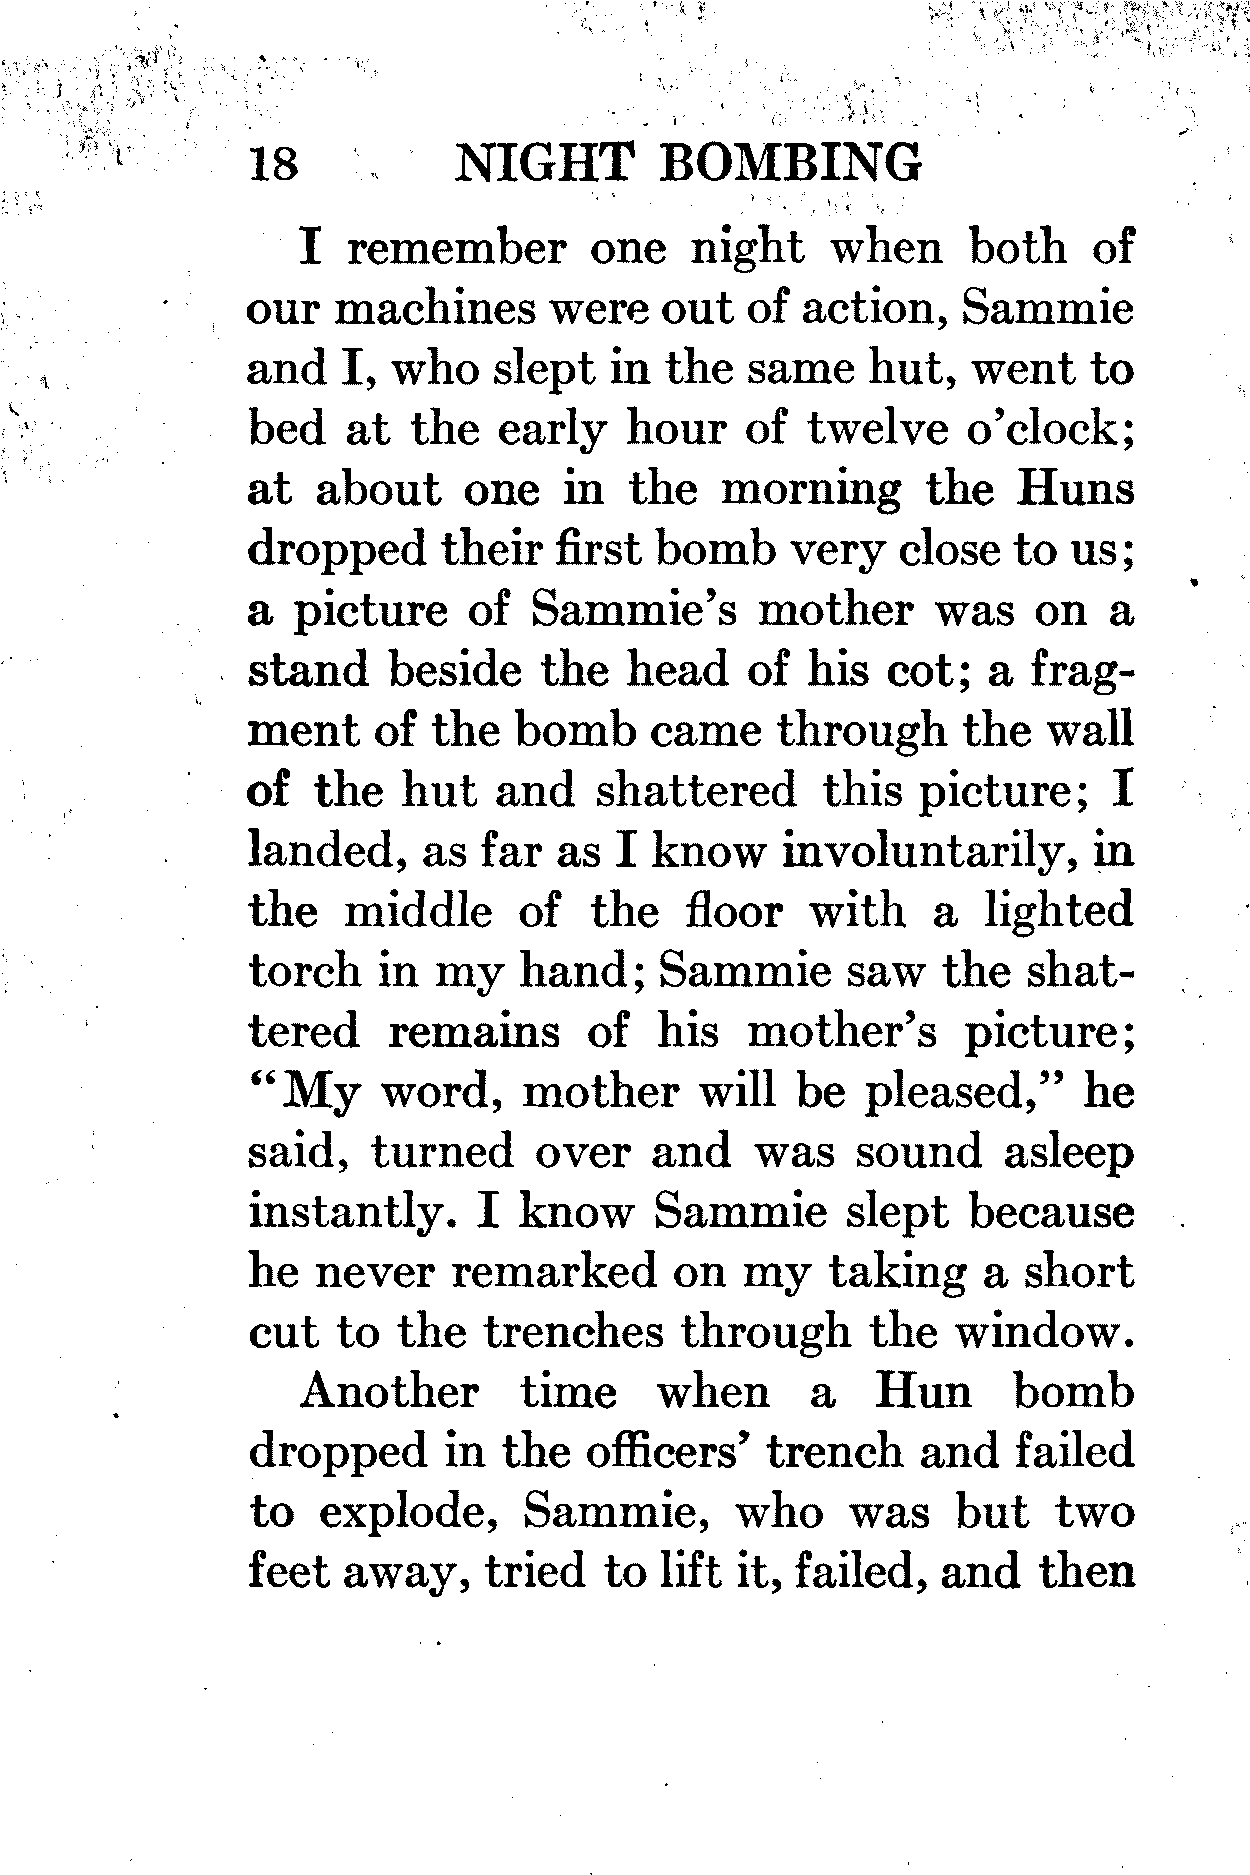 18 NIGHT BOMBING
I remember one night when both of
our machines were out of action, Sammie
and I, who slept in the same hut, went to
bed at the early hour of twelve o'clock;
at about one in the morning the Huns
dropped their first bomb very close to us;
a picture of Sammie's mother was on a
stand beside the head of his cot; a frag-
ment of the bomb came through the wall
of the hut and shattered this picture; I
landed, as far as I know involuntarily, in
the middle of the floor with a lighted
torch in my hand; Sammie saw the shat-
tered remains of his mother's picture;
"My word, mother will be pleased," he
said, turned over and was sound asleep
instantly. I know Sammie slept because
he never remarked on my taking a short
cut to the trenches through the window.
Another time when a Hun bomb
dropped in the officers' trench and failed
to explode, Sammie, who was but two
feet away, tried to lift it, failed, and then